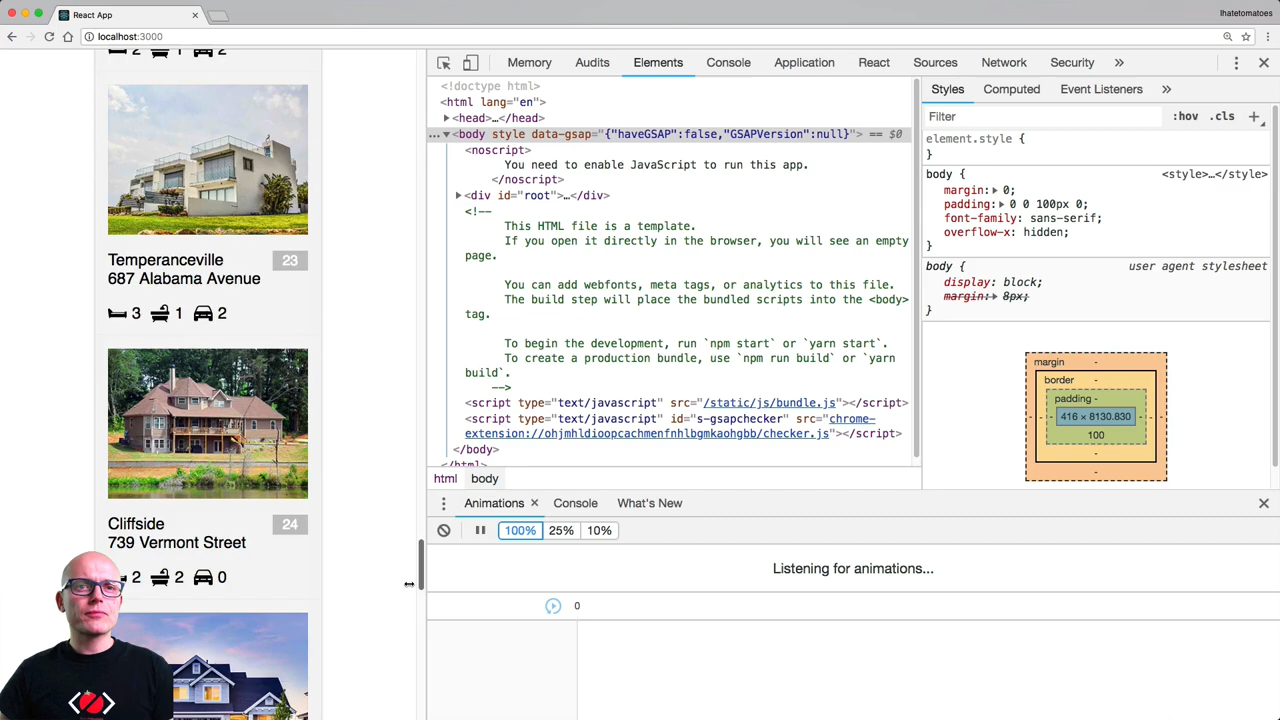 React App
Ihatetomatoes
localhost:3000
2 1 2
Temperanceville
23
687 Alabama Avenue
3 1 2
Cliffside
24
739 Vermont Street
2 2 0
Memory Audits Elements Console Application React Sources Network Security »
<!doctype html>
<html lang="en">
<head>…</head>
… <body style data-gsap="{"haveGSAP":false,"GSAPVersion":null}"> == $0
<noscript>
You need to enable JavaScript to run this app.
</noscript>
<div id="root">…</div>
<!--
This HTML file is a template.
If you open it directly in the browser, you will see an empty
page.
You can add webfonts, meta tags, or analytics to this file.
The build step will place the bundled scripts into the <body>
tag.
To begin the development, run `npm start` or `yarn start`.
To create a production bundle, use `npm run build` or `yarn
build`.
-->
<script type="text/javascript" src="/static/js/bundle.js"></script>
<script type="text/javascript" id="s-gsapchecker" src="chrome-
extension://ojmhldioopcachmenfnhlbgmkaohgbb/checker.js"></script>
</body>
</html>
html body
Styles Computed Event Listeners »
Filter :hov .cls +
element.style {
}
body { <style>…</style>
margin: 0;
padding: 0 0 100px 0;
font-family: sans-serif;
overflow-x: hidden;
}
body { user agent stylesheet
display: block;
margin: 8px;
}
margin -
border -
padding -
- 416 × 8130.830 -
100
-
-
Animations × Console What's New
100% 25% 10%
Listening for animations...
0